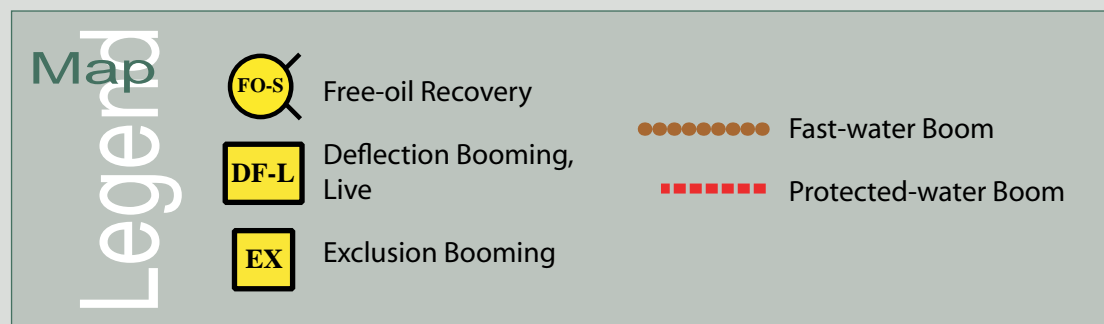 Map
Legend
FO-S
Free-oil Recovery
DF-L
Deflection Booming,
Live
EX
Exclusion Booming
Fast-water Boom
Protected-water Boom